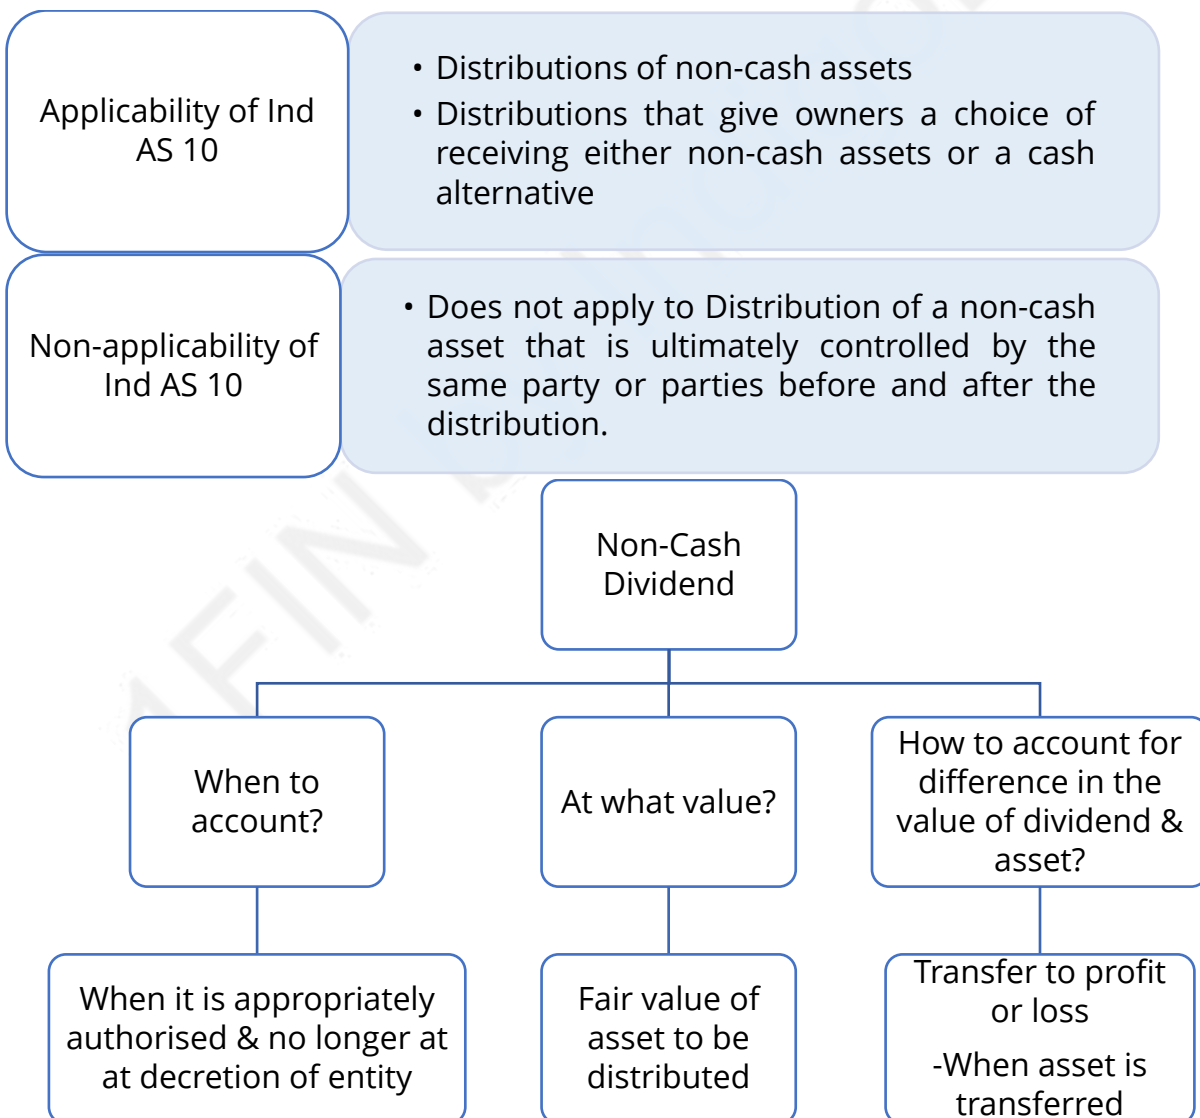 Applicability of Ind
AS 10
• Distributions of non-cash assets
• Distributions that give owners a choice of
receiving either non-cash assets or a cash
alternative
Non-applicability of
Ind AS 10
• Does not apply to Distribution of a non-cash
asset that is ultimately controlled by the
same party or parties before and after the
distribution.
Non-Cash
Dividend
When to
account?
At what value?
How to account for
difference in the
value of dividend &
asset?
When it is appropriately
authorised & no longer at
at decretion of entity
Fair value of
asset to be
distributed
Transfer to profit
or loss
-When asset is
transferred